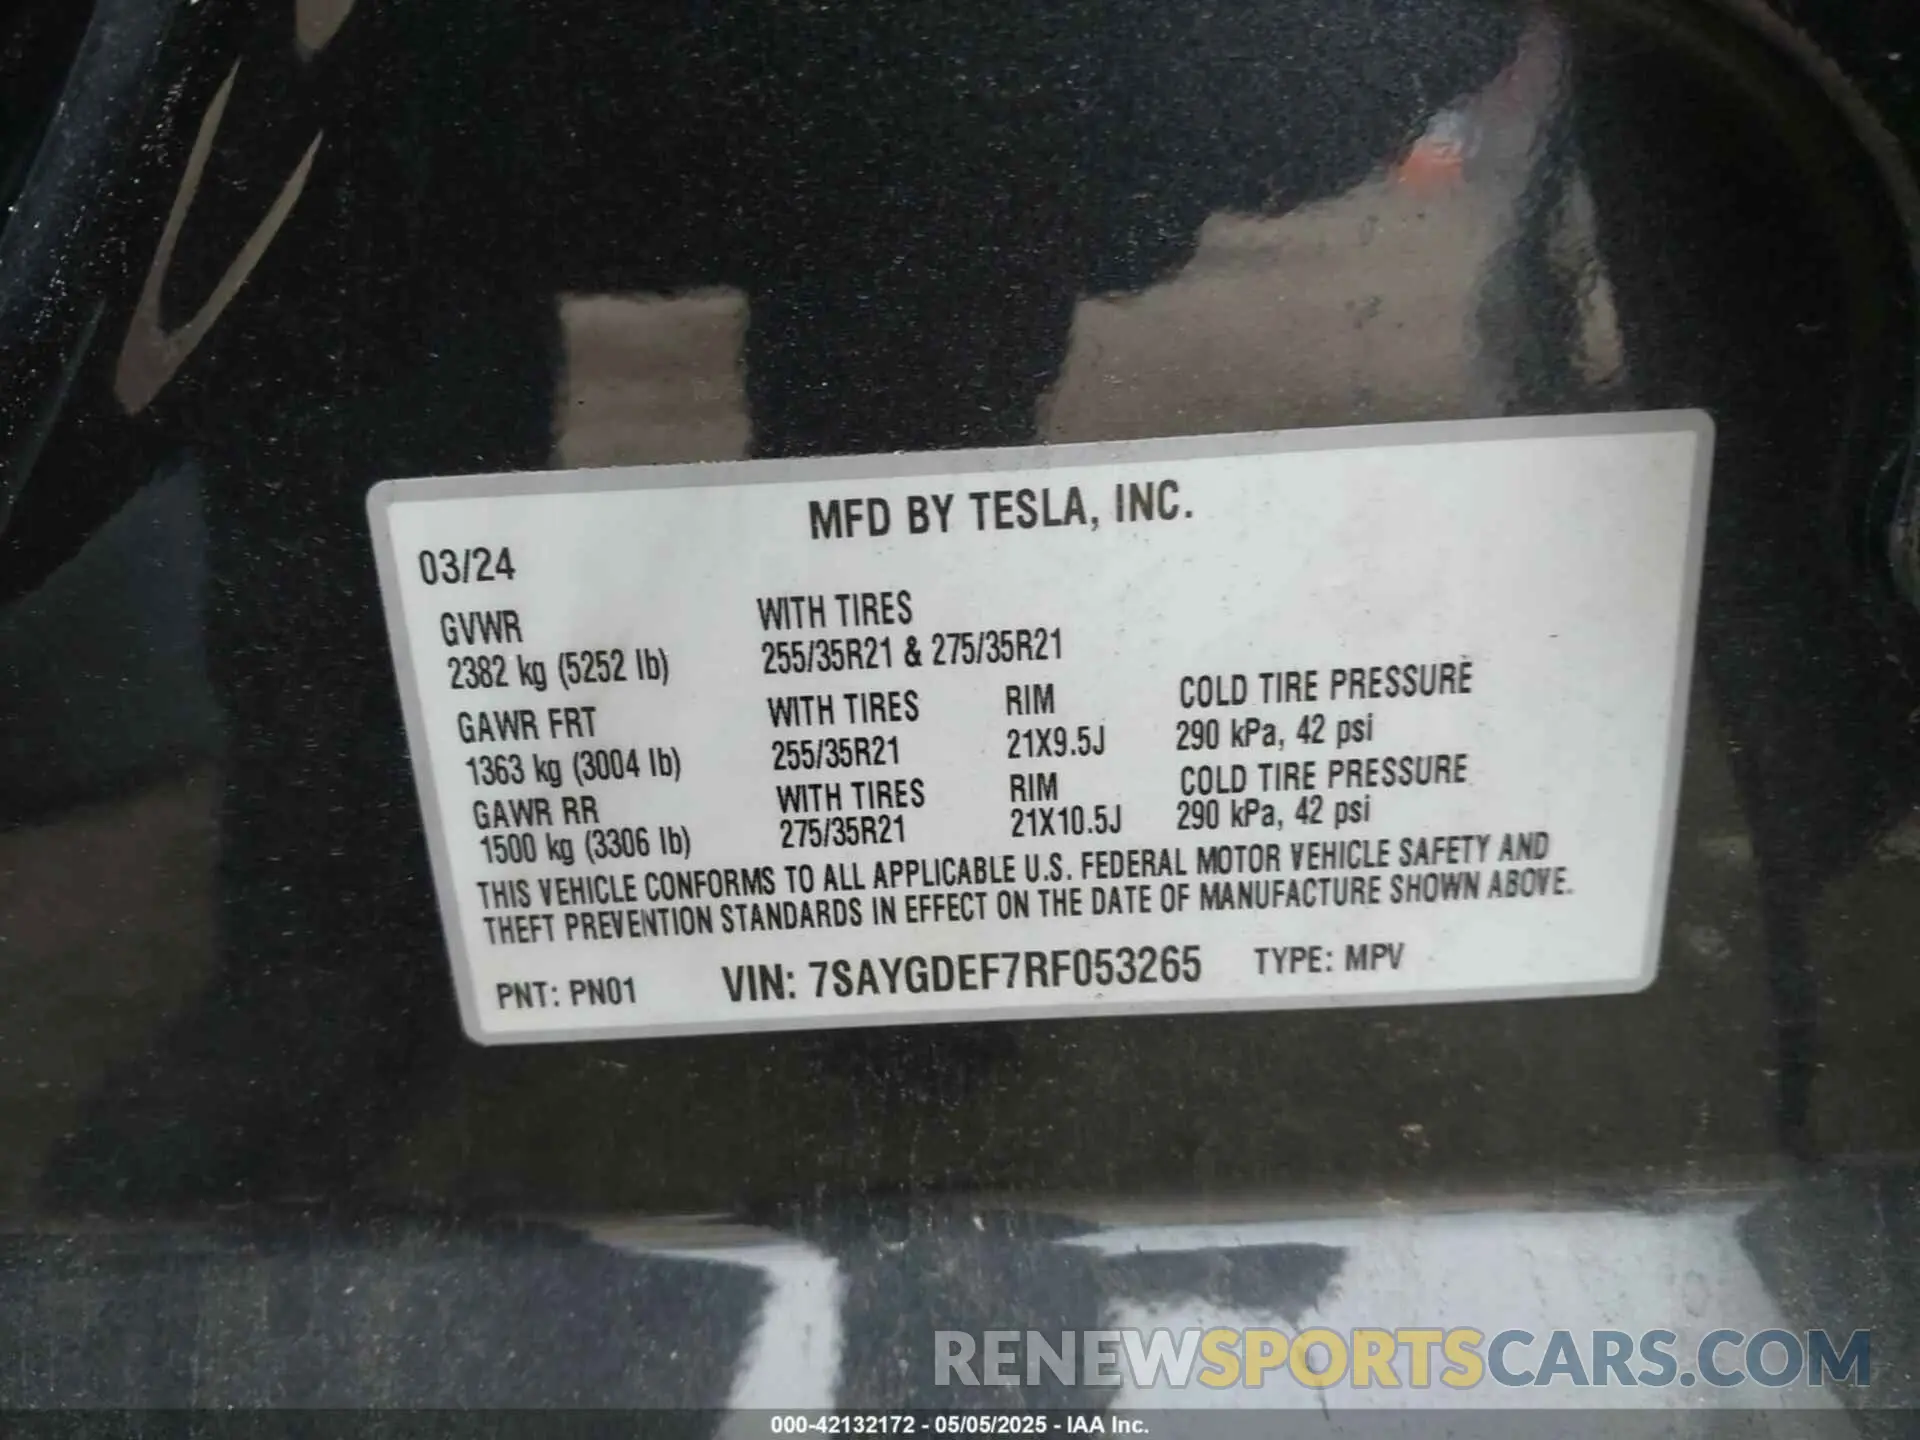 MFD BY TESLA, INC.
03/24
GVWR WITH TIRES
2382 kg (5252 lb) 255/35R21 & 275/35R21
GAWR FRT WITH TIRES RIM COLD TIRE PRESSURE
1363 kg (3004 lb) 255/35R21 21X9.5J 290 kPa, 42 psi
GAWR RR WITH TIRES RIM COLD TIRE PRESSURE
1500 kg (3306 lb) 275/35R21 21X10.5J 290 kPa, 42 psi
THIS VEHICLE CONFORMS TO ALL APPLICABLE U.S. FEDERAL MOTOR VEHICLE SAFETY AND
THEFT PREVENTION STANDARDS IN EFFECT ON THE DATE OF MANUFACTURE SHOWN ABOVE.
PNT: PN01 VIN: 7SAYGDEF7RF053265 TYPE: MPV
RENEWSPORTSCARS.COM
000-42132172 - 05/05/2025 - IAA Inc.